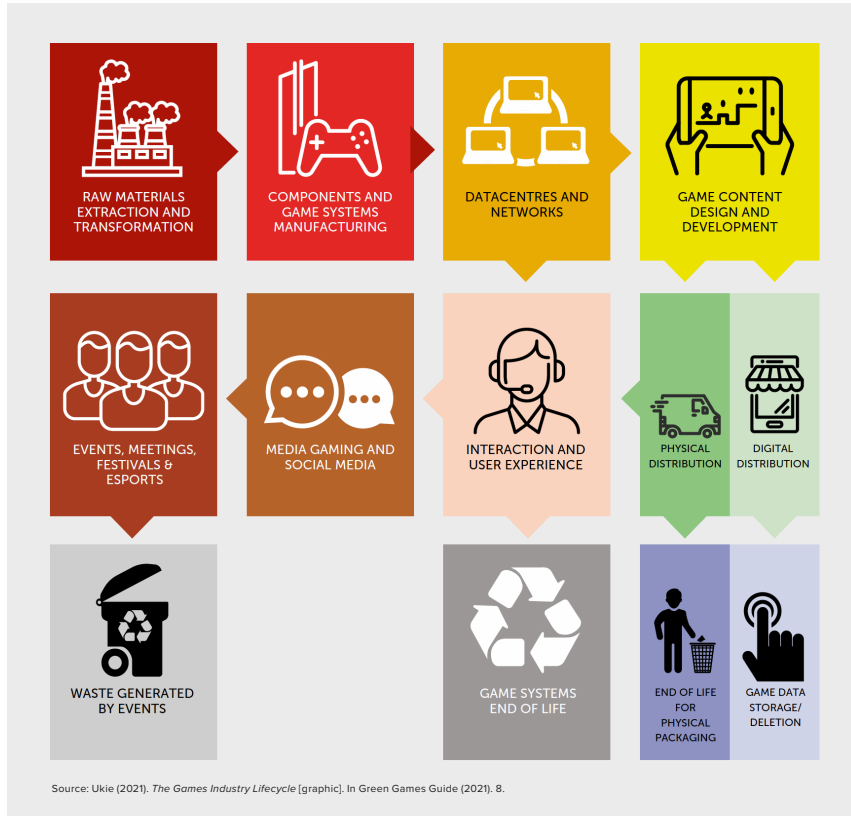 RAW MATERIALS
EXTRACTION AND
TRANSFORMATION
COMPONENTS AND
GAME SYSTEMS
MANUFACTURING
DATACENTRES AND
NETWORKS
GAME CONTENT
DESIGN AND
DEVELOPMENT
EVENTS, MEETINGS,
FESTIVALS &
ESPORTS
MEDIA GAMING AND
SOCIAL MEDIA
INTERACTION AND
USER EXPERIENCE
PHYSICAL
DISTRIBUTION
DIGITAL
DISTRIBUTION
WASTE GENERATED
BY EVENTS
GAME SYSTEMS
END OF LIFE
END OF LIFE
FOR
PHYSICAL
PACKAGING
GAME DATA
STORAGE/
DELETION
Source: Ukie (2021). The Games Industry Lifecycle [graphic]. In Green Games Guide (2021). 8.